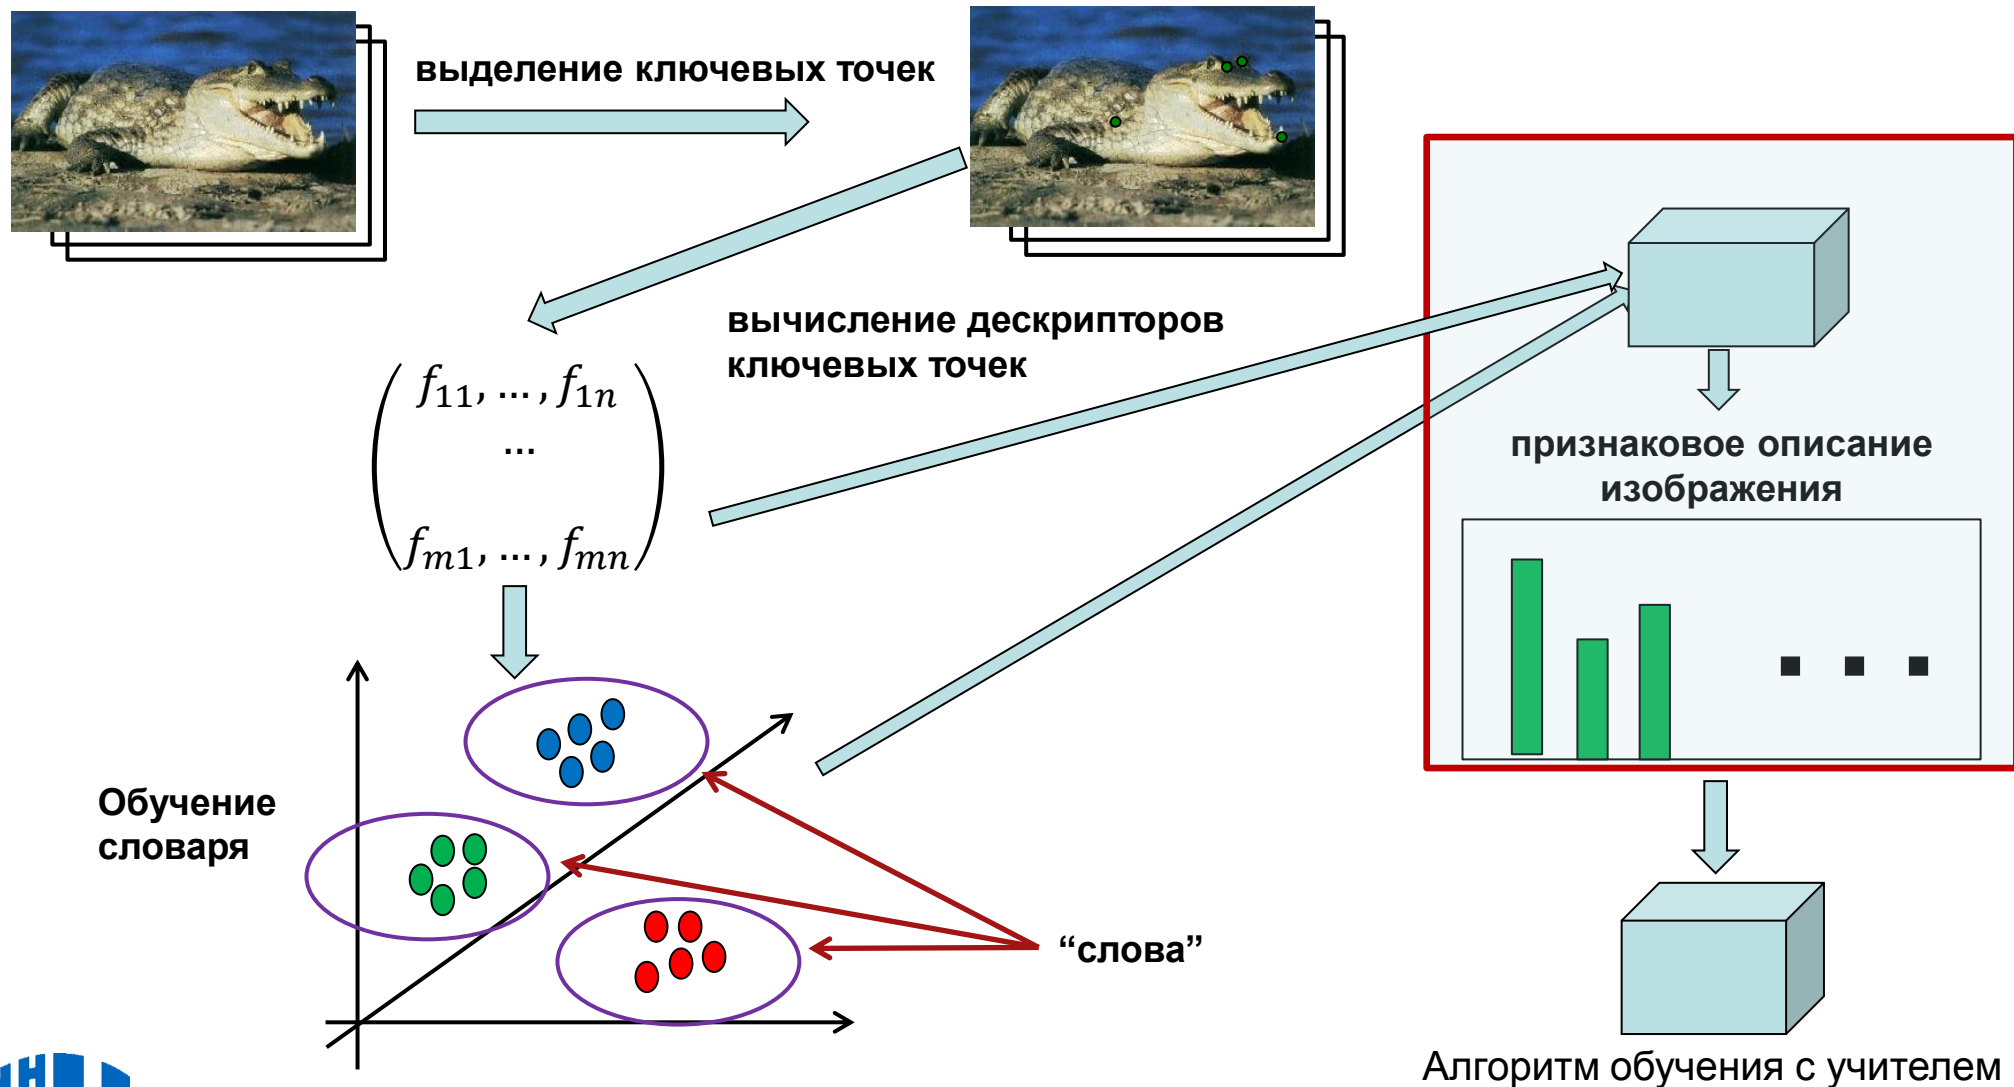 выделение ключевых точек
вычисление дескрипторов
ключевых точек
f₁₁, … , f₁ₙ
…
fₘ₁, … , fₘₙ
признаковое описание
изображения
Обучение
словаря
“слова”
Алгоритм обучения с учителем